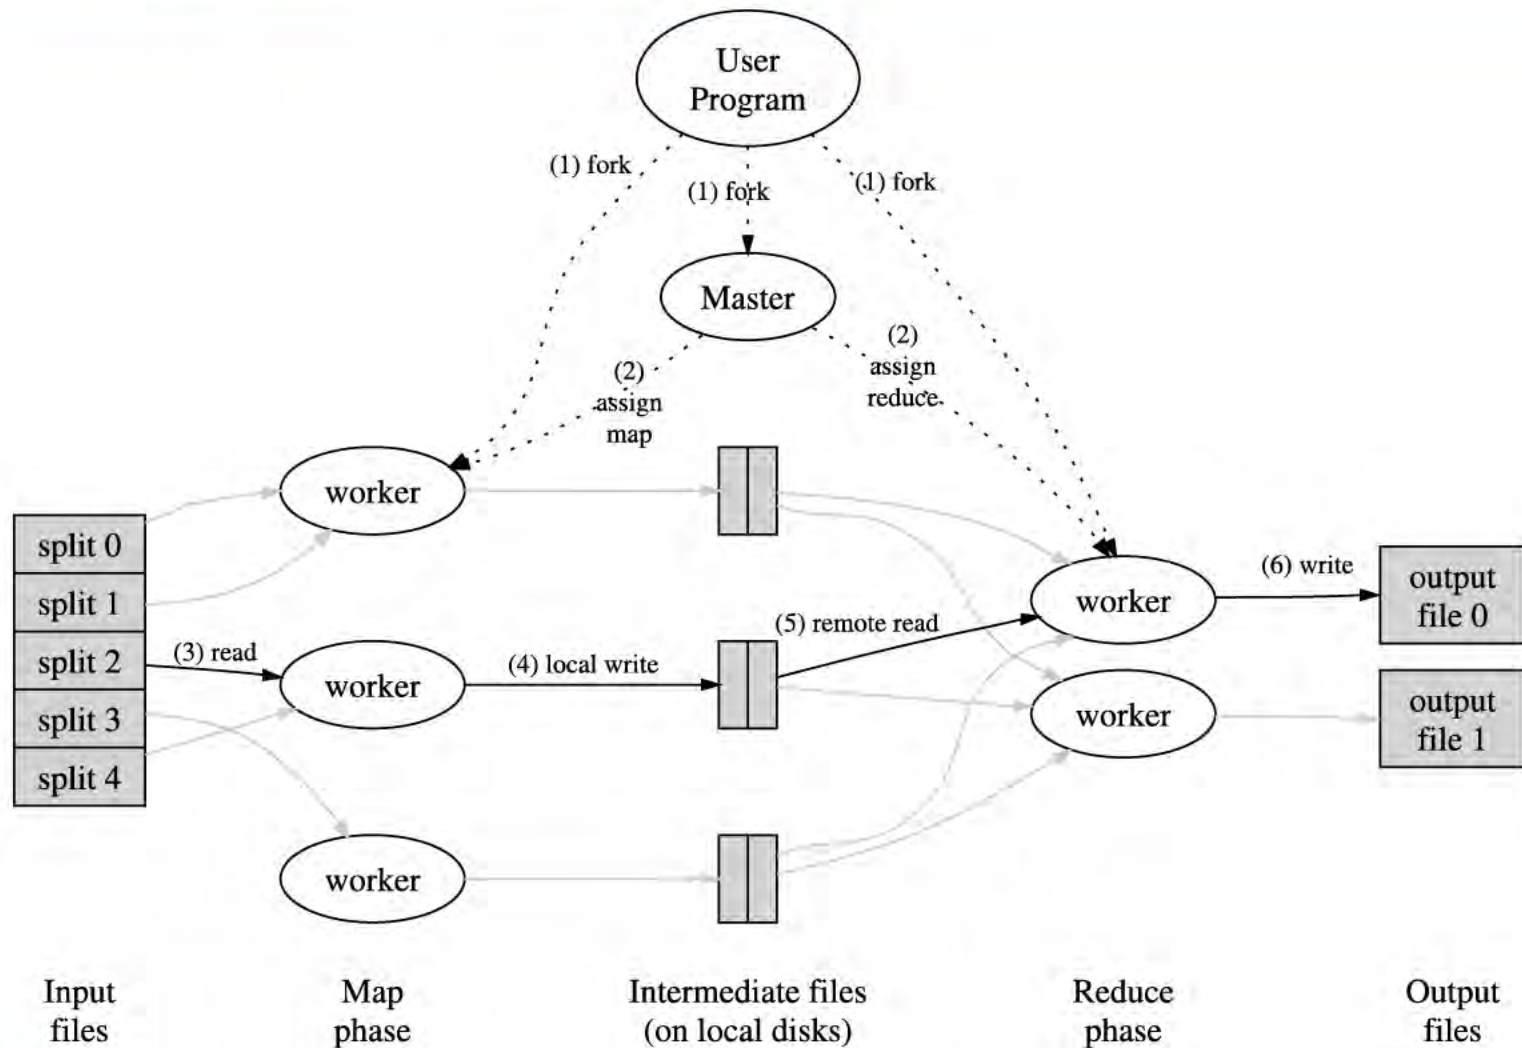 User
Program
(1) fork
(1) fork
(1) fork
Master
(2)
assign
map
(2)
assign
reduce
worker
split 0
split 1
split 2
split 3
split 4
(3) read
worker
(4) local write
worker
(5) remote read
worker
worker
(6) write
output
file 0
output
file 1
Input
files
Map
phase
Intermediate files
(on local disks)
Reduce
phase
Output
files